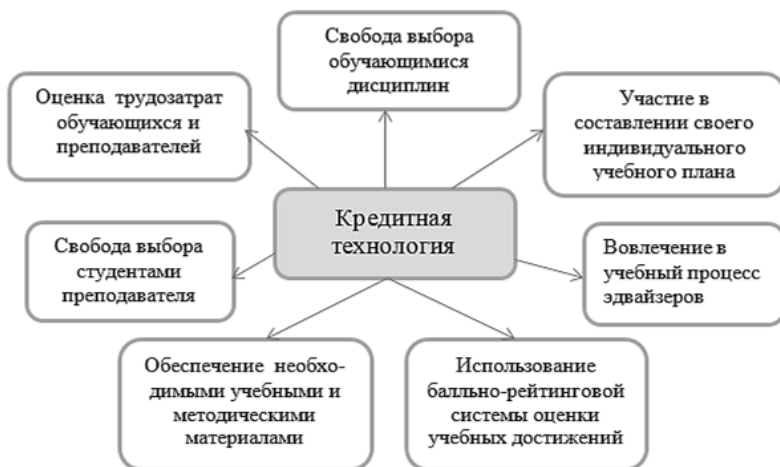 Свобода выбора
обучающимися
дисциплин
Оценка трудозатрат
обучающихся и
преподавателей
Участие в
составлении своего
индивидуального
учебного плана
Кредитная
технология
Свобода выбора
студентами
преподавателя
Вовлечение в
учебный процесс
эдвайзеров
Обеспечение необхо-
димыми учебными и
методическими
материалами
Использование
балльно-рейтинговой
системы оценки
учебных достижений